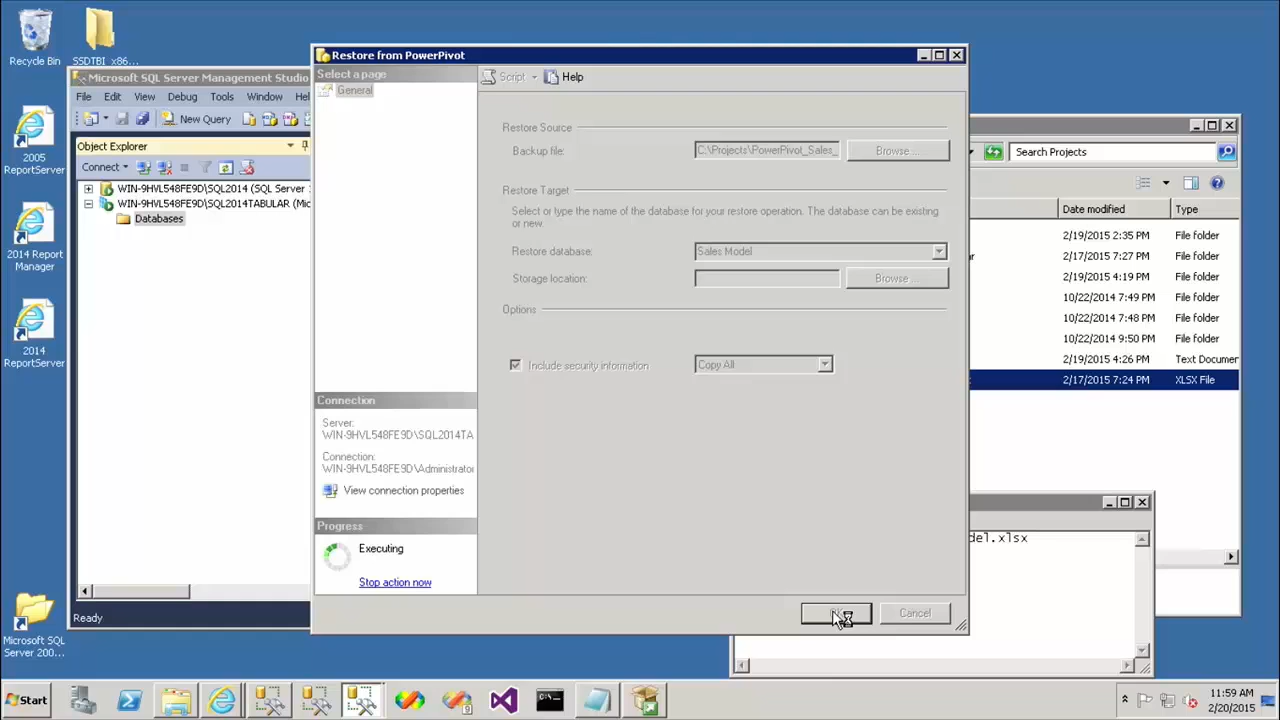 Recycle Bin
SSDTBI_x86...
2005
ReportServer
2014 Report
Manager
2014
ReportServer
Microsoft SQL
Server 200...
Microsoft SQL Server Management Studio
File Edit View Debug Tools Window Hel
New Query
Object Explorer
Connect
WIN-9HVL548FE9D\SQL2014 (SQL Server 1
WIN-9HVL548FE9D\SQL2014TABULAR (Mic
Databases
Ready
Restore from PowerPivot
Select a page
General
Script Help
Restore Source
Backup file: C:\Projects\PowerPivot_Sales_ Browse ...
Restore Target
Select or type the name of the database for your restore operation. The database can be existing
or new.
Restore database: Sales Model
Storage location: Browse ...
Options
Include security information Copy All
Connection
Server:
WIN-9HVL548FE9D\SQL2014TA
Connection:
WIN-9HVL548FE9D\Administrator
View connection properties
Progress
Executing
Stop action now
Cancel
Search Projects
Date modified Type
2/19/2015 2:35 PM File folder
2/17/2015 7:27 PM File folder
2/19/2015 4:19 PM File folder
10/22/2014 7:49 PM File folder
10/22/2014 7:48 PM File folder
10/22/2014 9:50 PM File folder
2/19/2015 4:26 PM Text Documen
2/17/2015 7:24 PM XLSX File
del.xlsx
Start
11:59 AM
2/20/2015